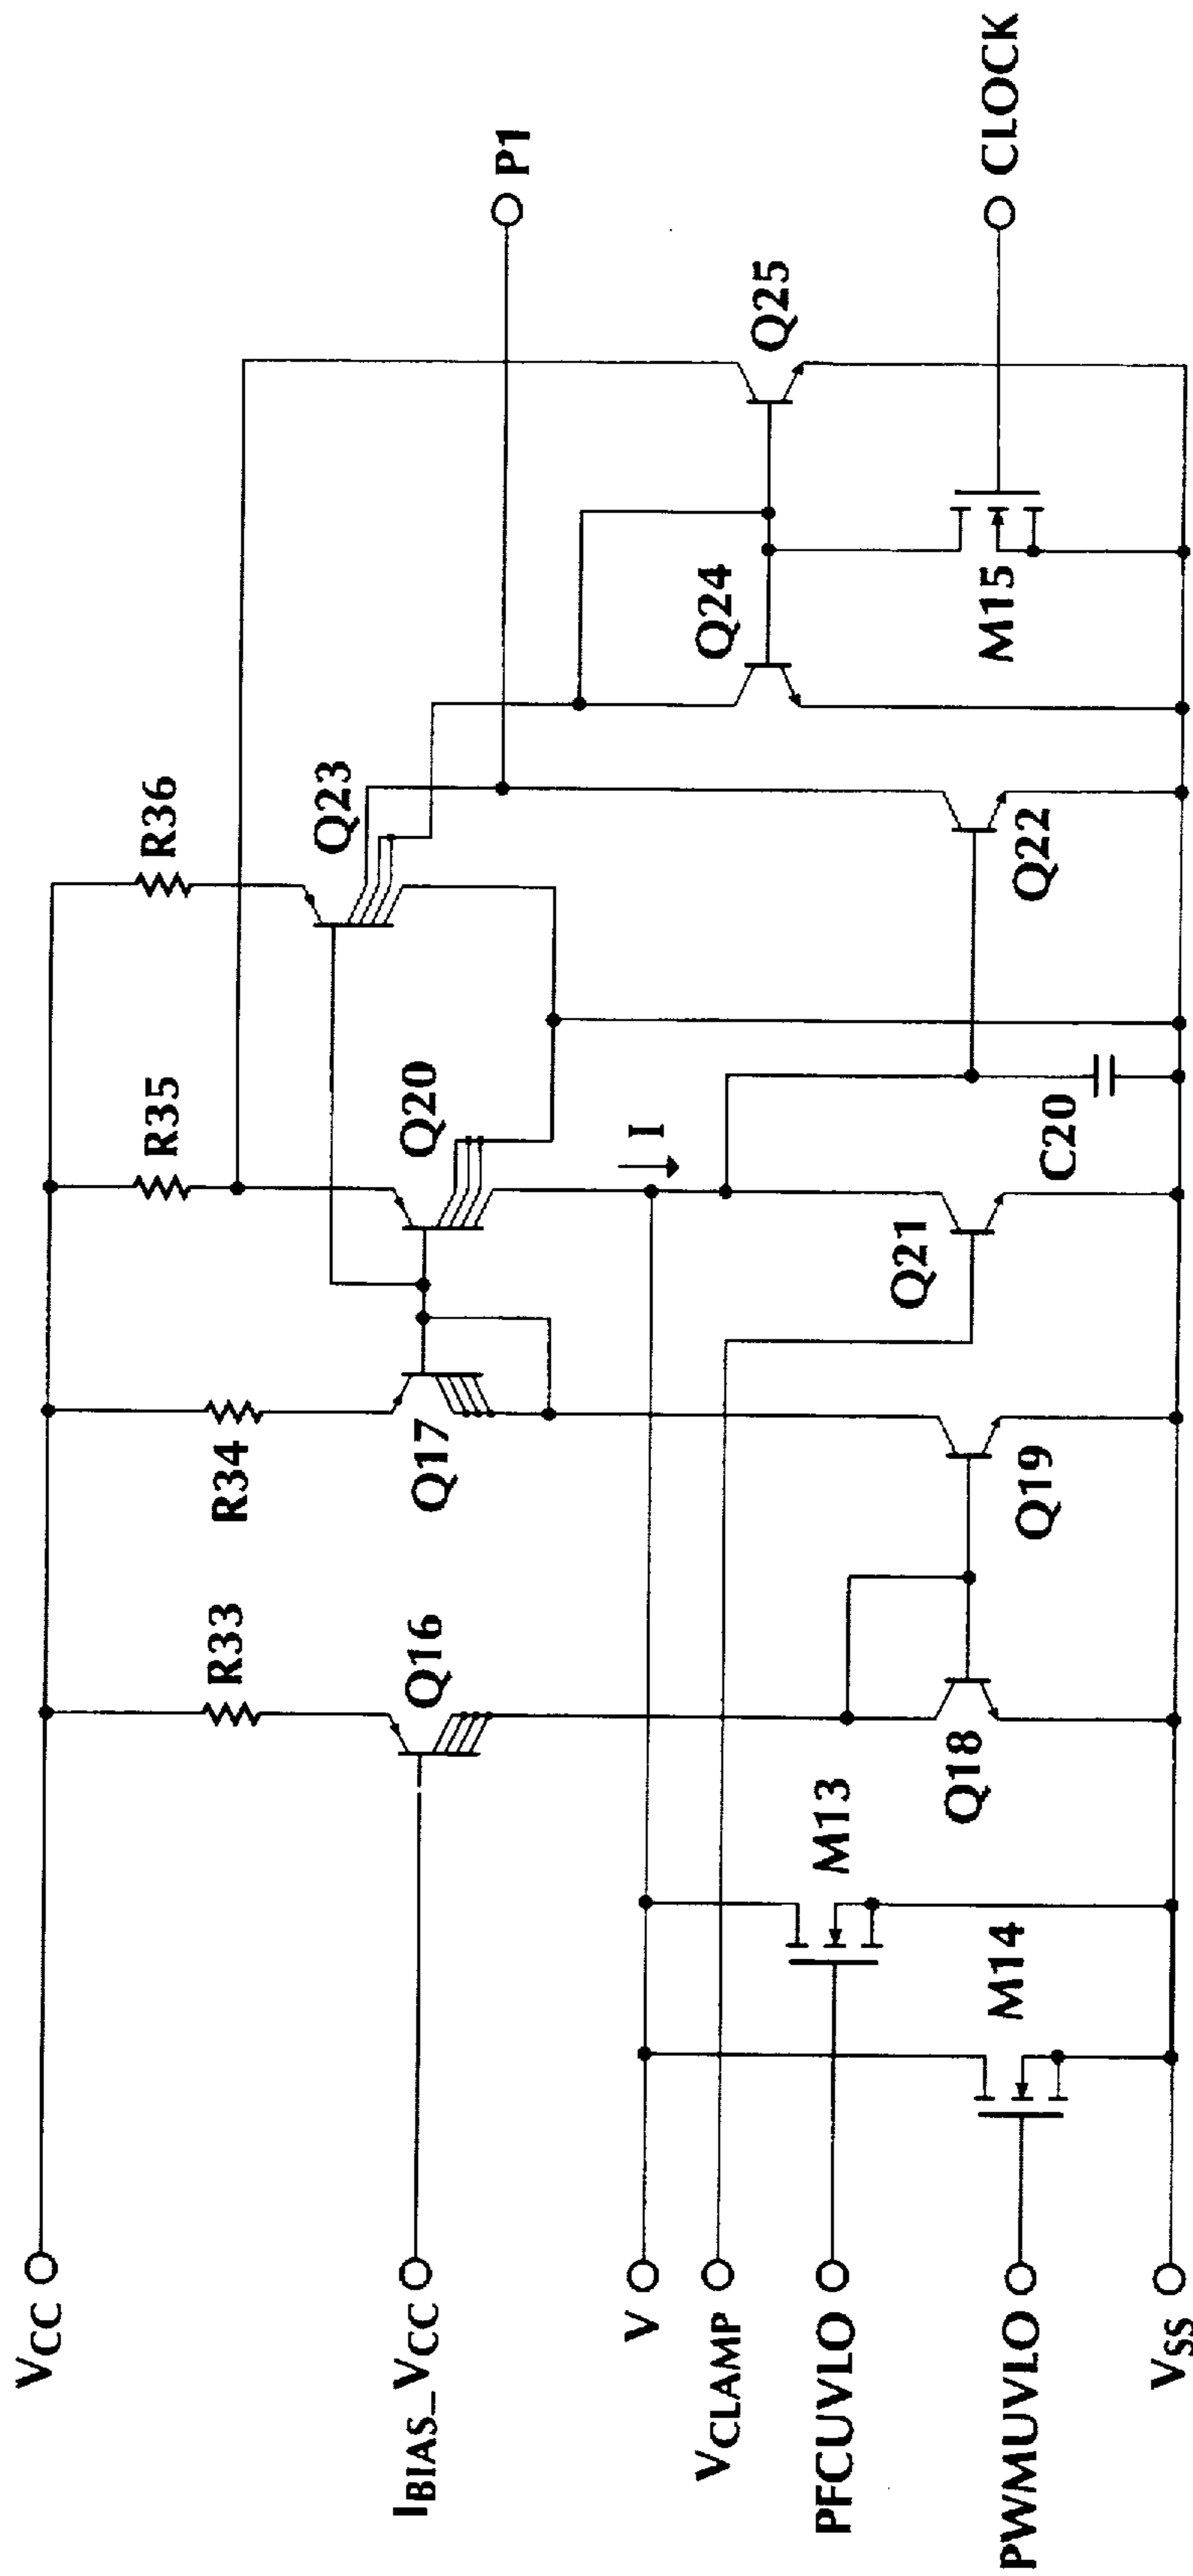 VCC
IBIAS_VCC
V
VCLAMP
PFCUVLO
PWMUVLO
VSS
M14
M13
R33
Q16
Q18
R34
Q17
Q19
R35
Q20
I
Q21
C20
R36
Q23
Q22
Q24
M15
Q25
P1
CLOCK